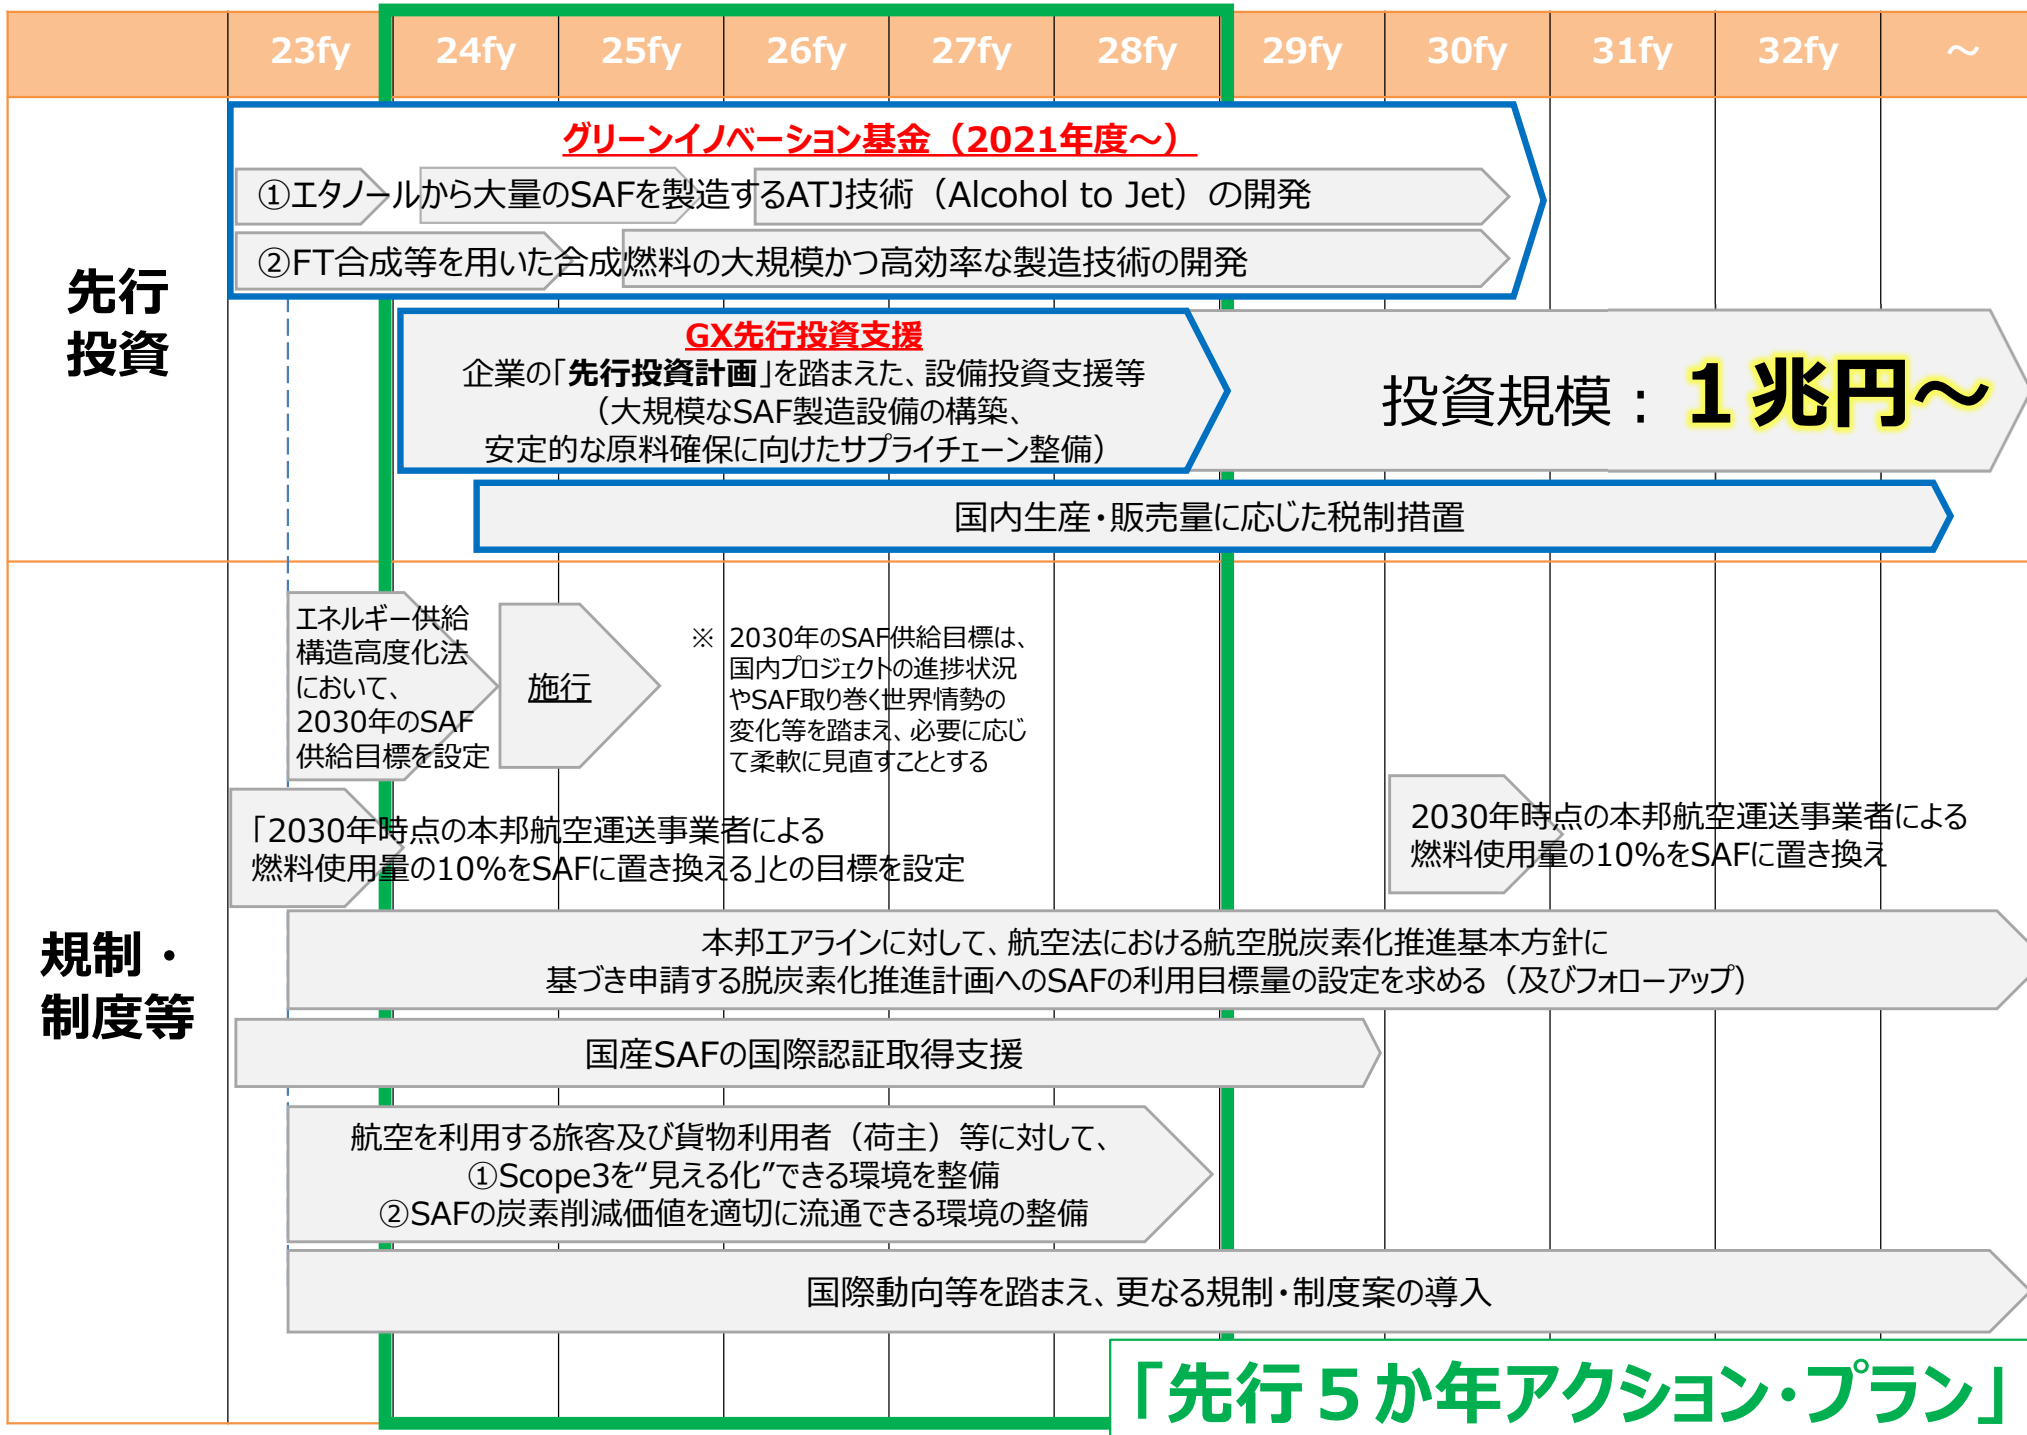 23fy 24fy 25fy 26fy 27fy 28fy 29fy 30fy 31fy 32fy ～
先行
投資
グリーンイノベーション基金（2021年度～）
①エタノールから大量のSAFを製造するATJ技術（Alcohol to Jet）の開発
②FT合成等を用いた合成燃料の大規模かつ高効率な製造技術の開発
GX先行投資支援
企業の「先行投資計画」を踏まえた、設備投資支援等
（大規模なSAF製造設備の構築、
安定的な原料確保に向けたサプライチェーン整備）
投資規模：１兆円～
国内生産・販売量に応じた税制措置
規制・
制度等
エネルギー供給
構造高度化法
において、
2030年のSAF
供給目標を設定
施行
※ 2030年のSAF供給目標は、
国内プロジェクトの進捗状況
やSAF取り巻く世界情勢の
変化等を踏まえ、必要に応じ
て柔軟に見直すこととする
「2030年時点の本邦航空運送事業者による
燃料使用量の10%をSAFに置き換える」との目標を設定
2030年時点の本邦航空運送事業者による
燃料使用量の10%をSAFに置き換え
本邦エアラインに対して、航空法における航空脱炭素化推進基本方針に
基づき申請する脱炭素化推進計画へのSAFの利用目標量の設定を求める（及びフォローアップ）
国産SAFの国際認証取得支援
航空を利用する旅客及び貨物利用者（荷主）等に対して、
①Scope3を“見える化”できる環境を整備
②SAFの炭素削減価値を適切に流通できる環境の整備
国際動向等を踏まえ、更なる規制・制度案の導入
「先行５か年アクション・プラン」